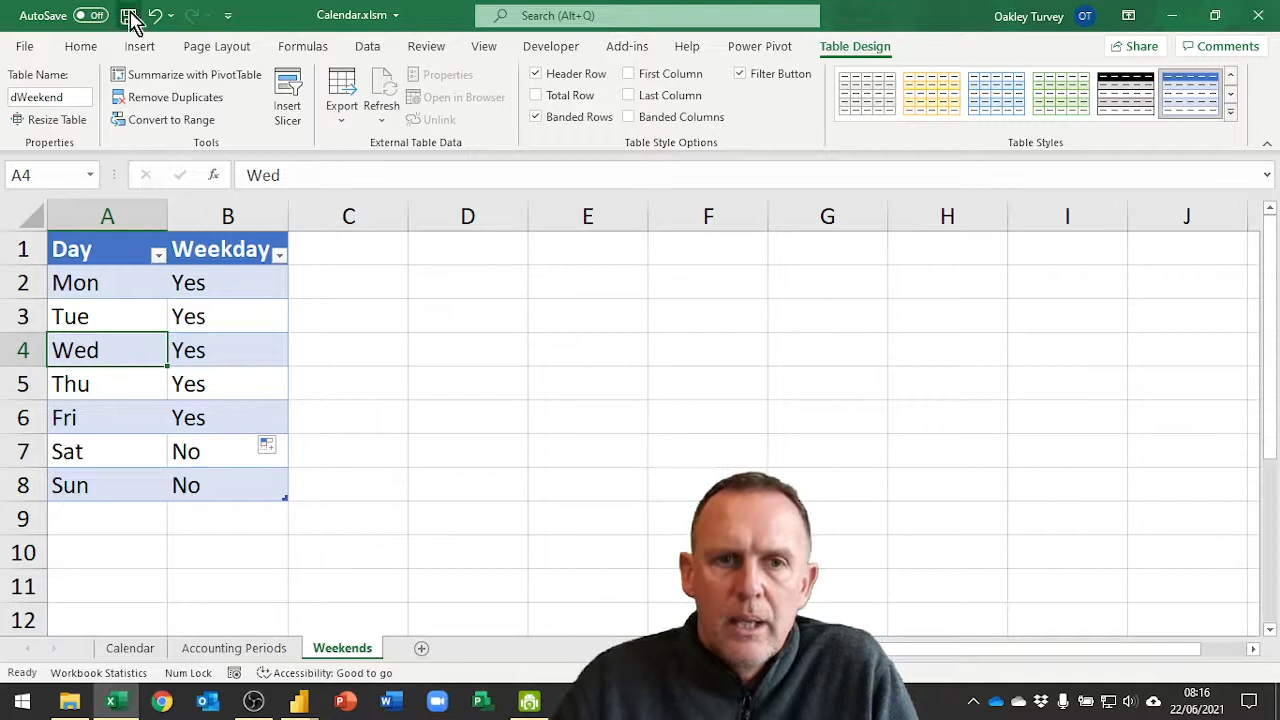 AutoSave Off Calendar.xlsm Search (Alt+Q) Oakley Turvey OT
File Home Insert Page Layout Formulas Data Review View Developer Add-ins Help Power Pivot Table Design Share Comments
Table Name: Summarize with PivotTable Properties Header Row First Column Filter Button
dWeekend Remove Duplicates Insert Slicer Export Refresh Open in Browser Total Row Last Column
Resize Table Convert to Range Unlink Banded Rows Banded Columns
Properties Tools External Table Data Table Style Options Table Styles
A4 fx Wed
A B C D E F G H I J
1 Day Weekday
2 Mon Yes
3 Tue Yes
4 Wed Yes
5 Thu Yes
6 Fri Yes
7 Sat No
8 Sun No
9
10
11
12
Calendar Accounting Periods Weekends
Ready Workbook Statistics Num Lock Accessibility: Good to go
08:16
22/06/2021